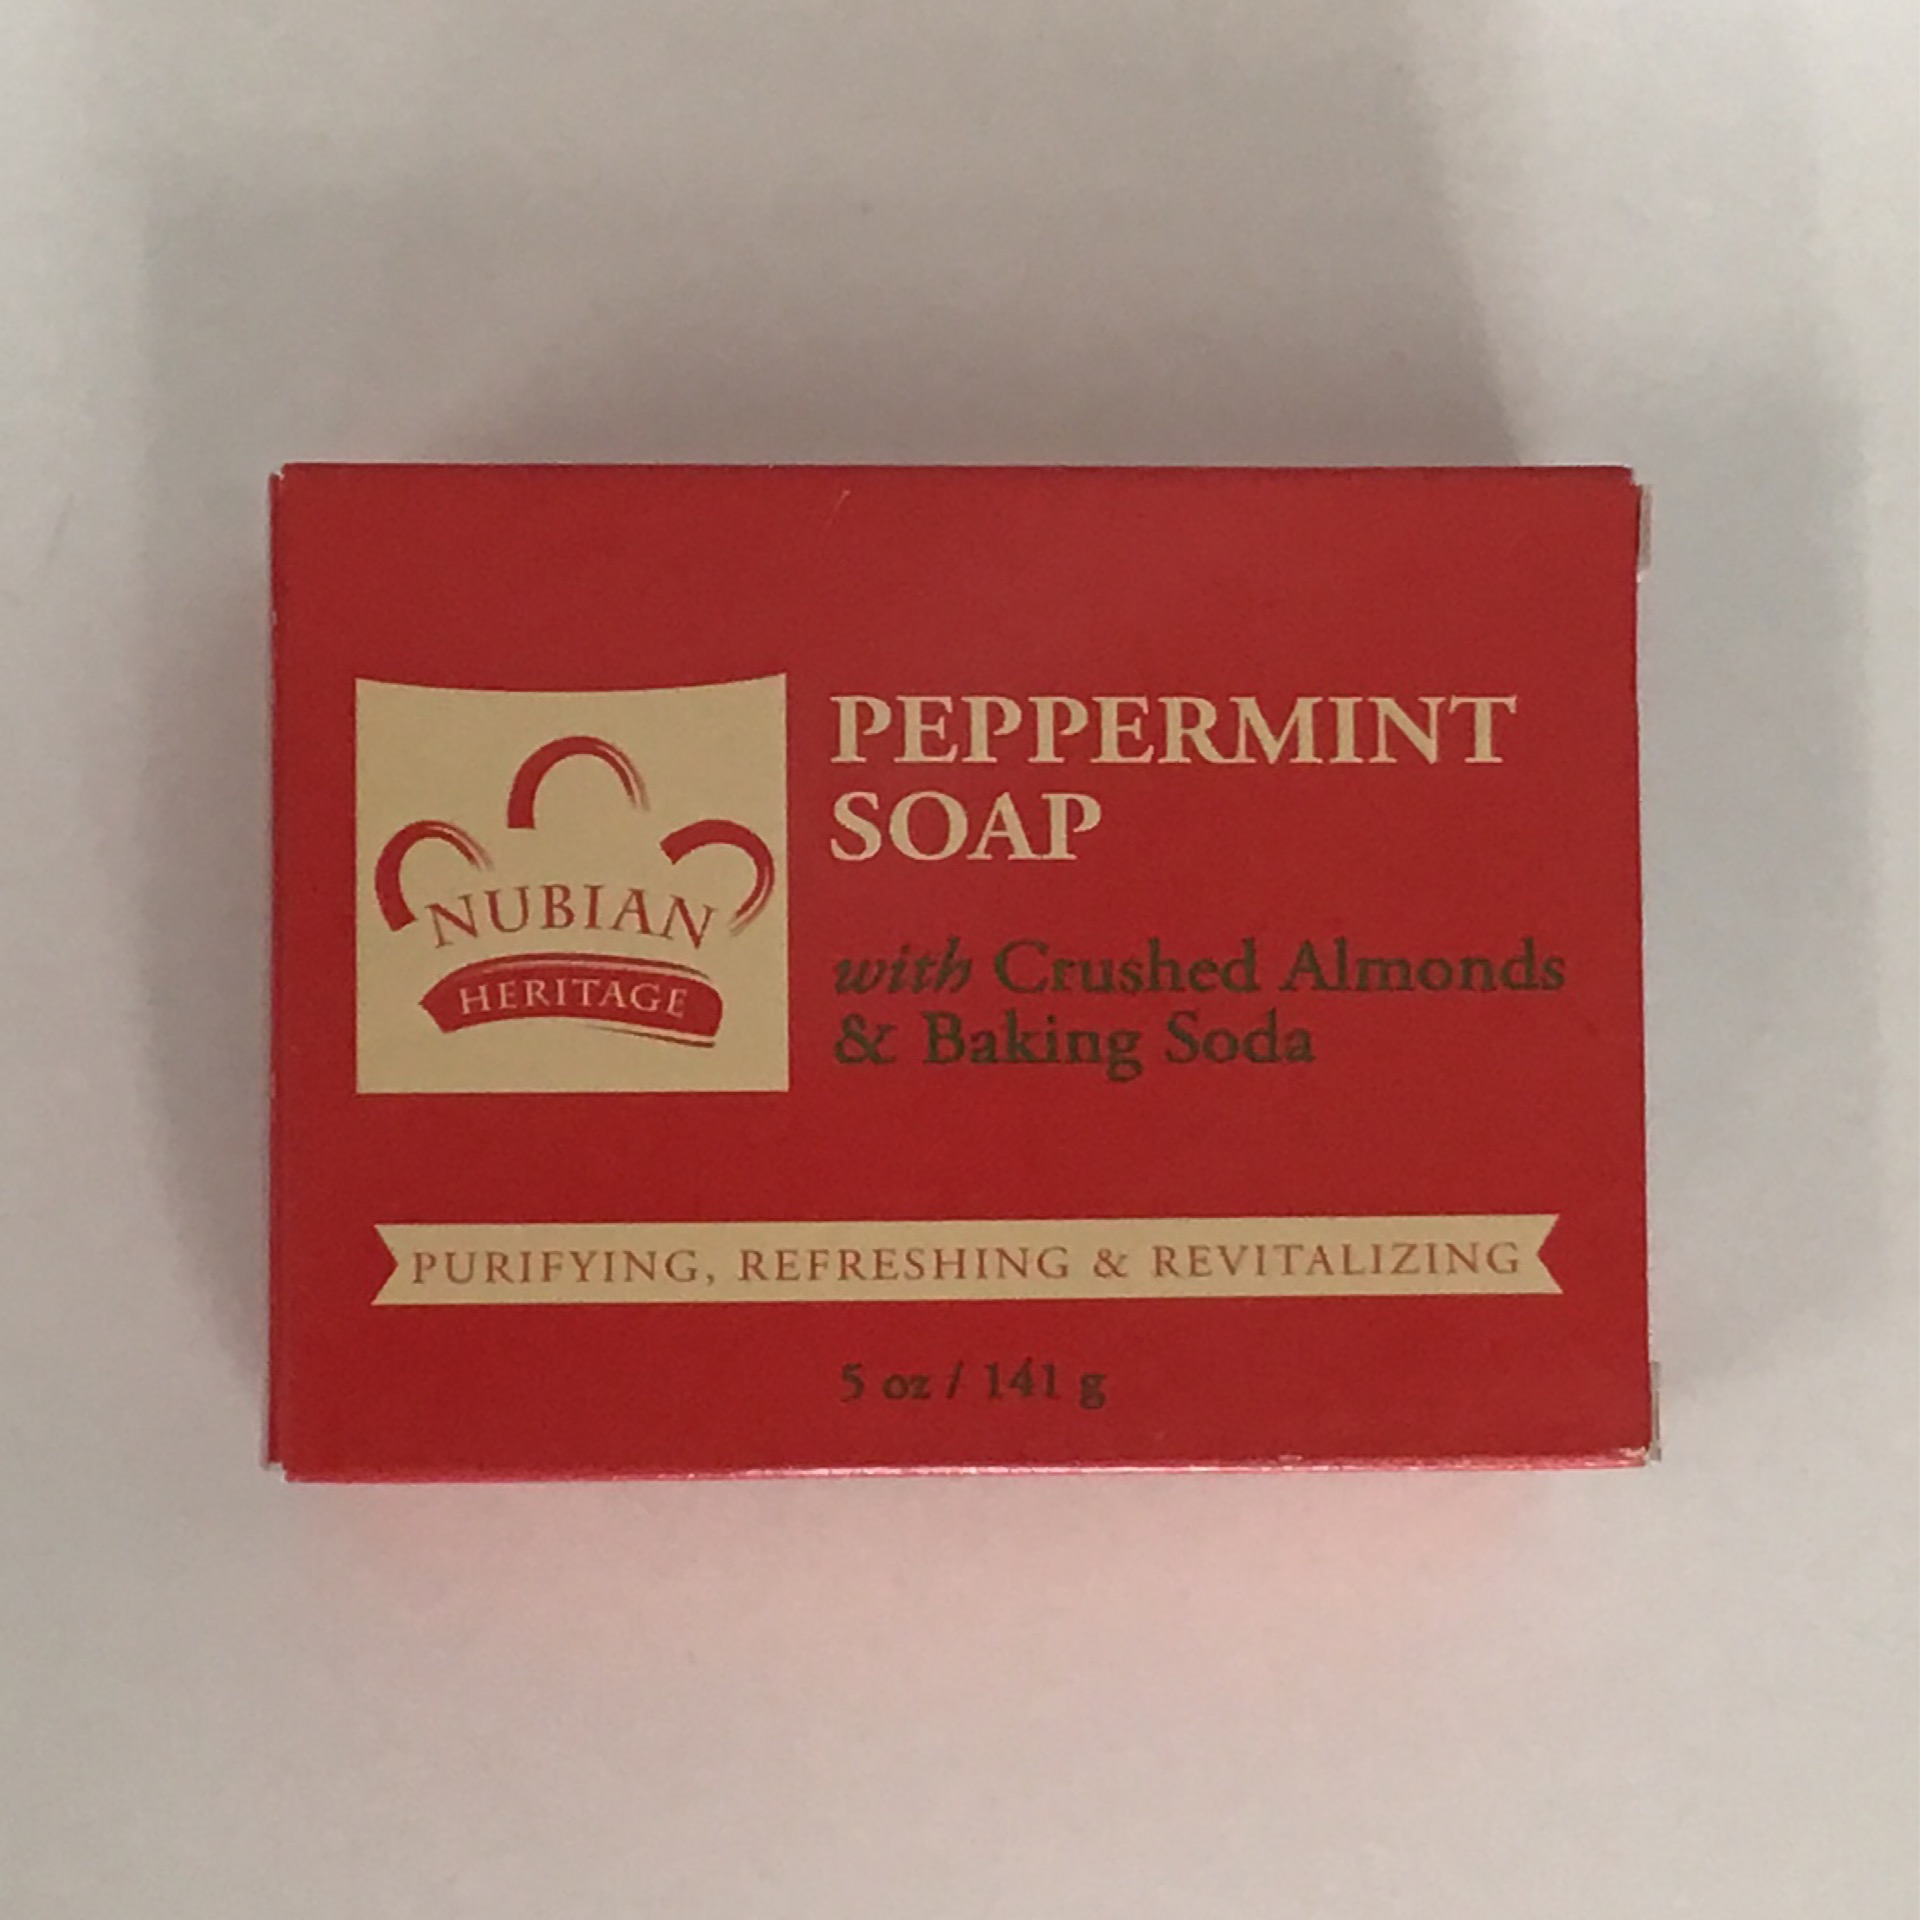 NUBIAN
HERITAGE
PEPPERMINT
SOAP
with Crushed Almonds
& Baking Soda
PURIFYING, REFRESHING & REVITALIZING
5 oz / 141 g